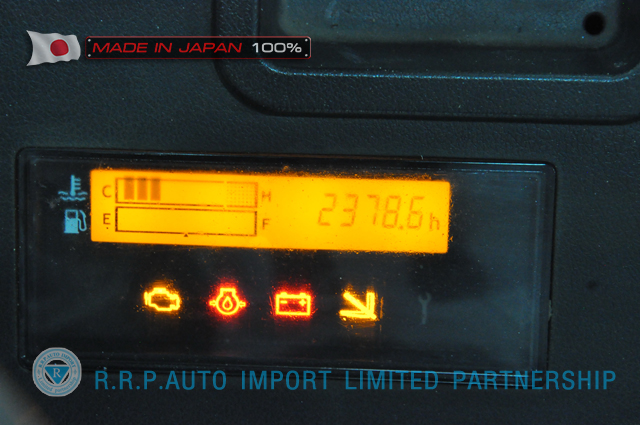 MADE IN JAPAN 100%
C H 2378.6h
E F
R R.R.P.AUTO IMPORT LIMITED PARTNERSHIP